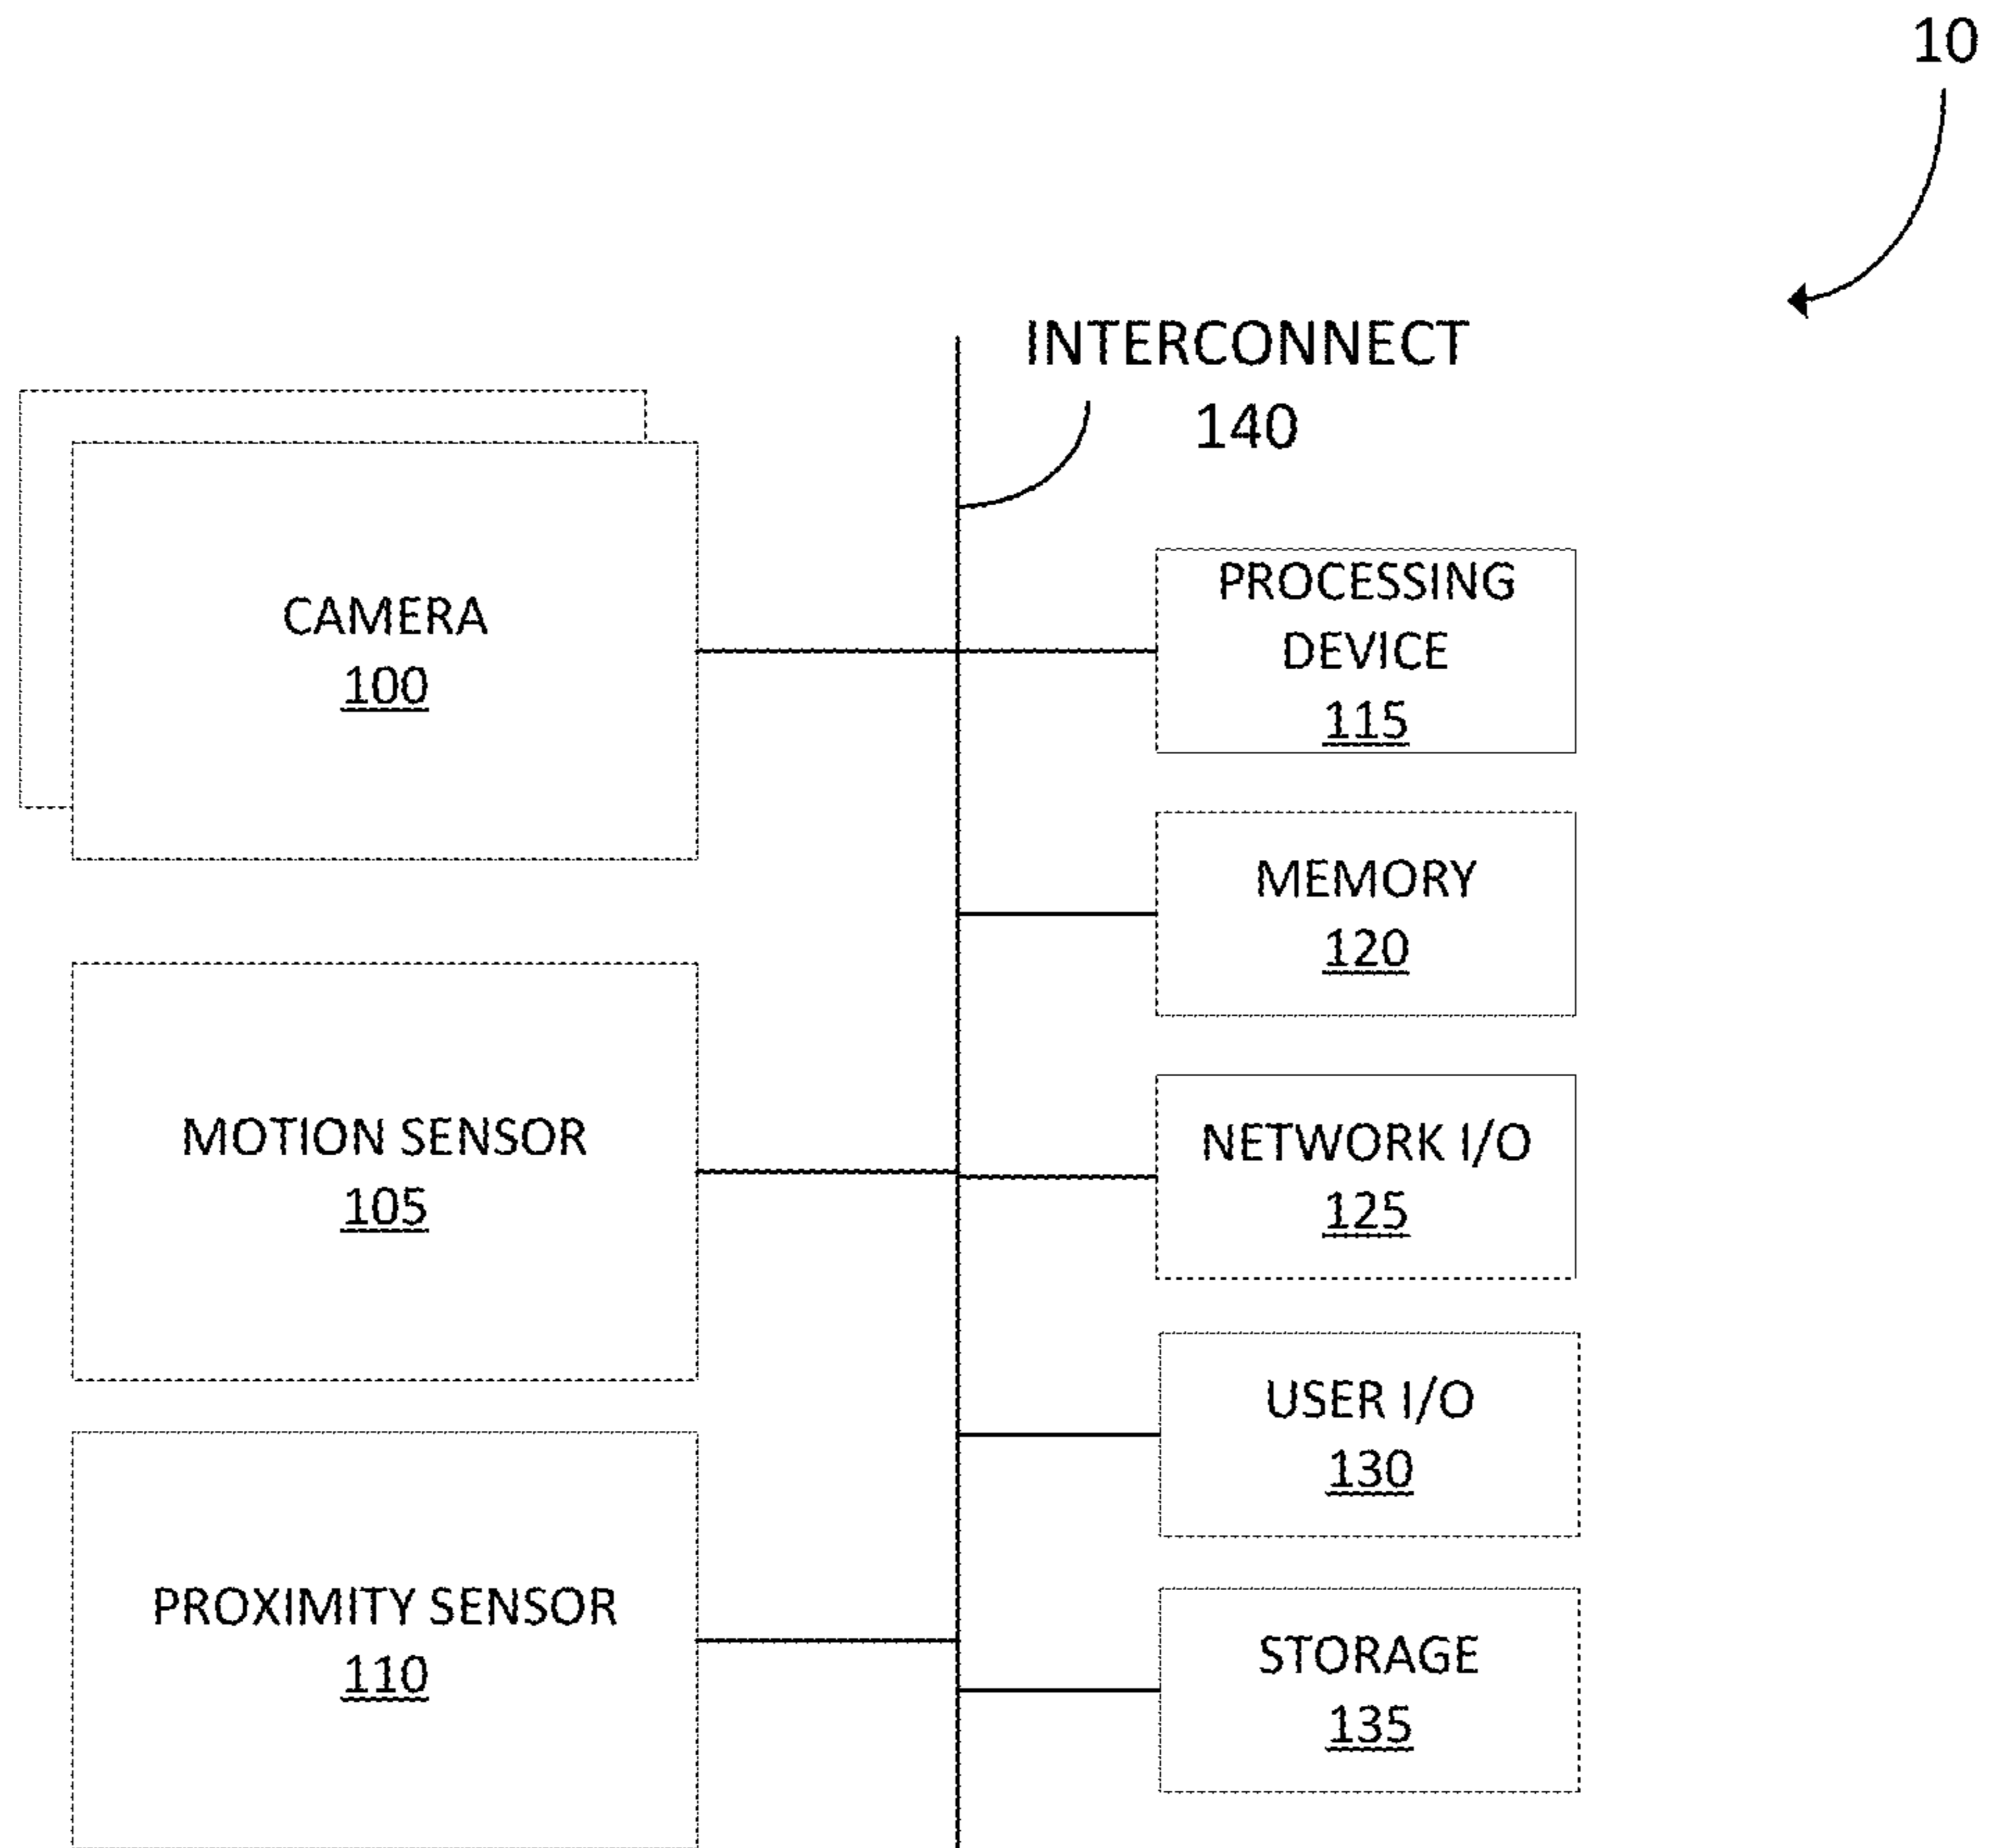 10
INTERCONNECT
140
CAMERA
100
MOTION SENSOR
105
PROXIMITY SENSOR
110
PROCESSING
DEVICE
115
MEMORY
120
NETWORK I/O
125
USER I/O
130
STORAGE
135